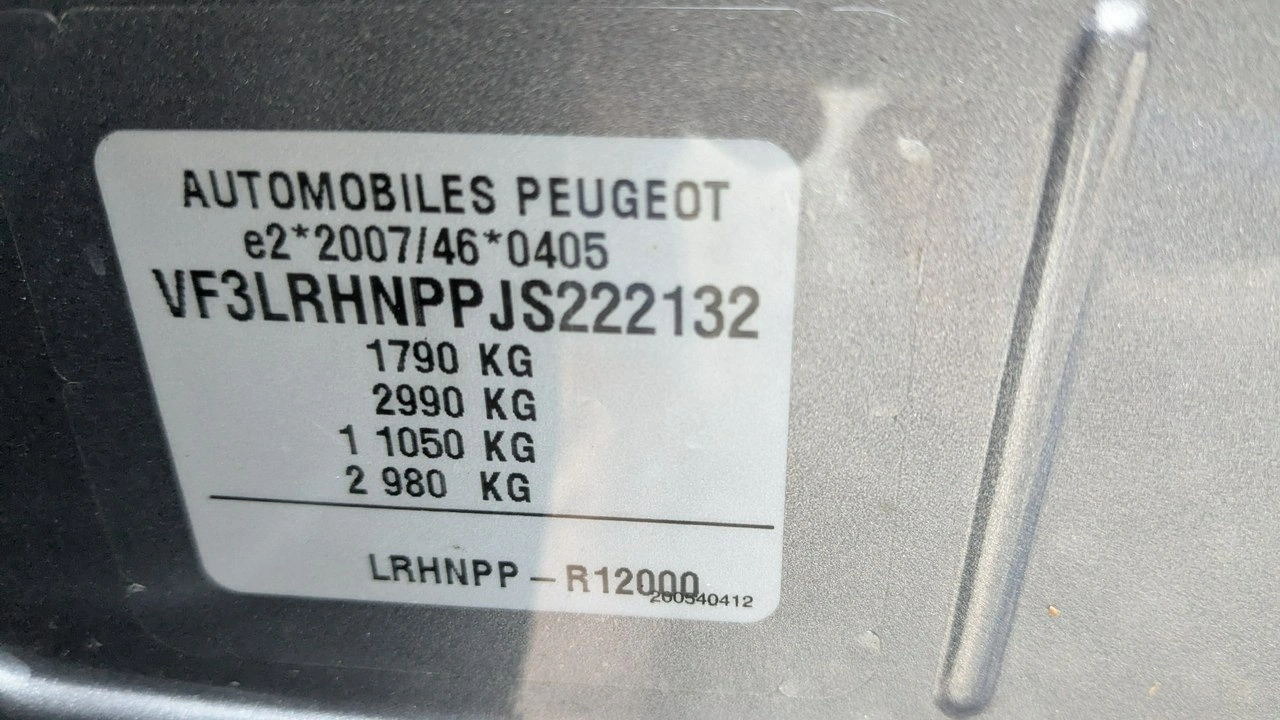 AUTOMOBILES PEUGEOT
e2*2007/46*0405
VF3LRHNPPJS222132
1790 KG
2990 KG
1 1050 KG
2 980 KG
LRHNPP – R12000
200540412